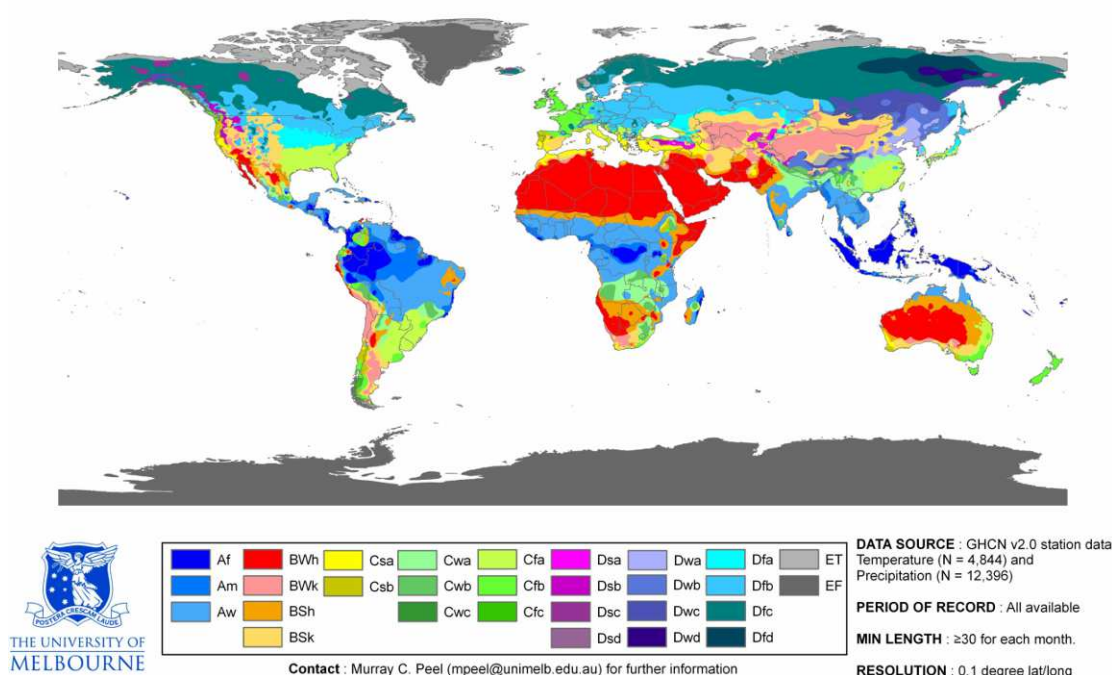 Af
BWh
Csa
Cwa
Cfa
Dsa
Dwa
Dfa
ET
Am
BWk
Csb
Cwb
Cfb
Dsb
Dwb
Dfb
EF
Aw
BSh
Cwc
Cfc
Dsc
Dwc
Dfc
BSk
Dsd
Dwd
Dfd
DATA SOURCE : GHCN v2.0 station data
Temperature (N = 4,844) and
Precipitation (N = 12,396)
PERIOD OF RECORD : All available
MIN LENGTH : ≥30 for each month.
RESOLUTION : 0.1 degree lat/long
POSTERA CRESCAM LAUDE
THE UNIVERSITY OF
MELBOURNE
Contact : Murray C. Peel (mpeel@unimelb.edu.au) for further information